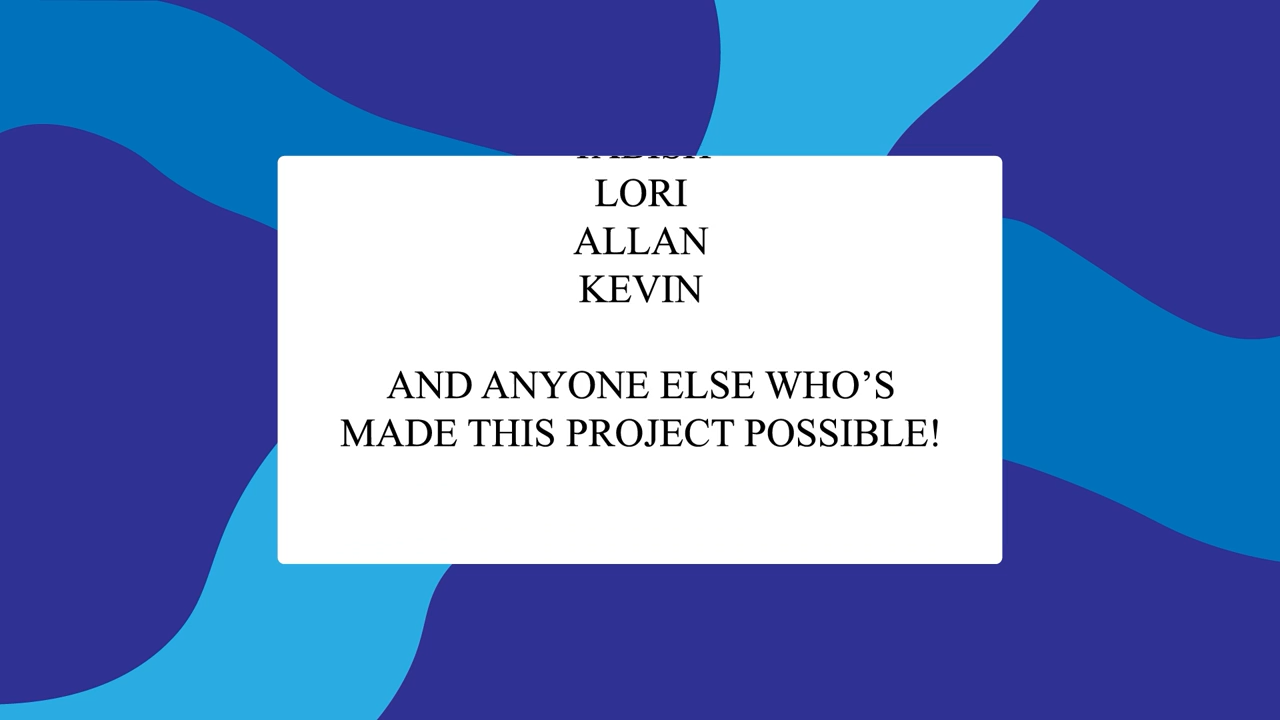 LORI
ALLAN
KEVIN
AND ANYONE ELSE WHO’S
MADE THIS PROJECT POSSIBLE!